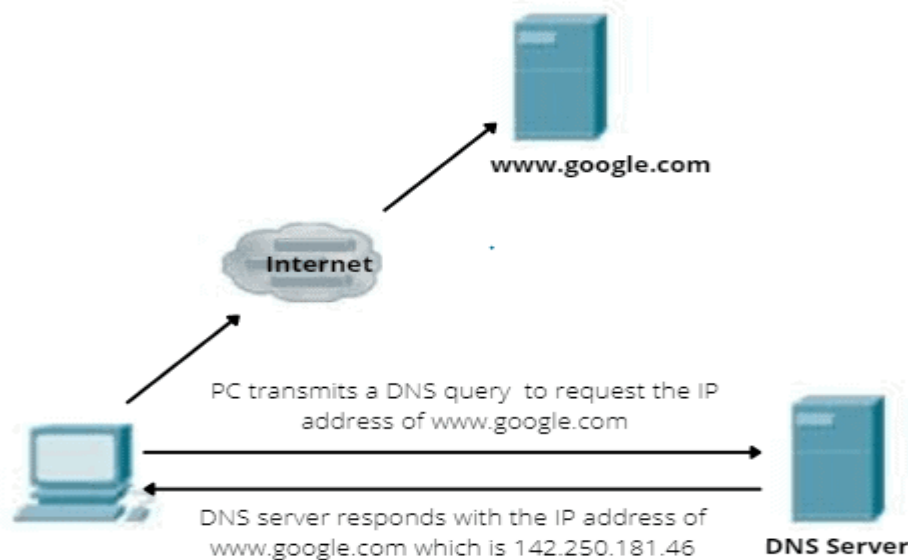 www.google.com
Internet
PC transmits a DNS query to request the IP
address of www.google.com
DNS server responds with the IP address of
www.google.com which is 142.250.181.46
DNS Server